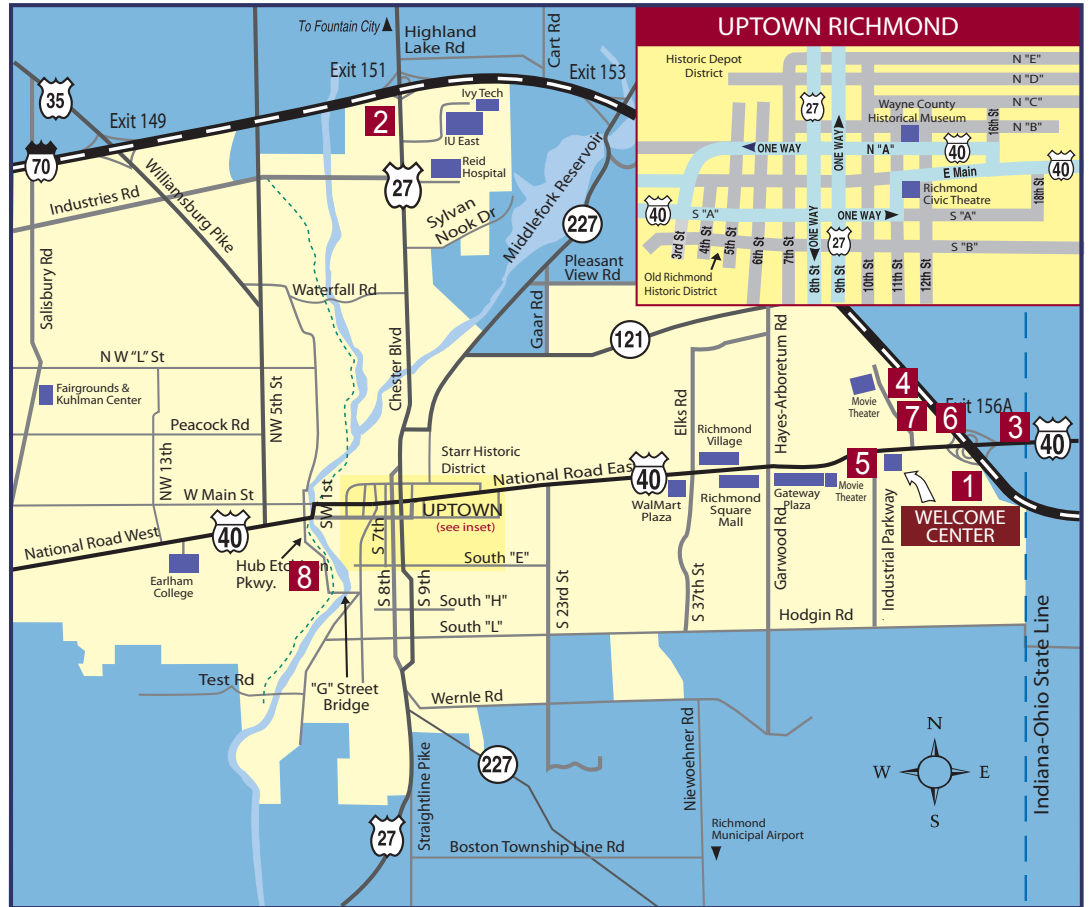 To Fountain City
Highland
Lake Rd
Cart Rd
Exit 151
Exit 153
35
Exit 149
2
Ivy Tech
IU East
70
Reid
Hospital
27
Industries Rd
Williamsburg Pike
Sylvan
Nook Dr
Middlefork Reservoir
227
Pleasant
View Rd
Salisbury Rd
Waterfall Rd
Gaar Rd
121
Chester Blvd
N W "L" St
Fairgrounds &
Kuhlman Center
NW 5th St
Peacock Rd
NW 13th
W Main St
SW 1st
Starr Historic
District
National Road East
40
UPTOWN
(see inset)
S 7th
National Road West
40
Earlham
College
Hub Etchison
Pkwy.
8
South "E"
S 8th
S 9th
South "H"
South "L"
S 23rd St
Elks Rd
Richmond
Village
Hayes-Arboretum Rd
WalMart
Plaza
Richmond
Square
Mall
Gateway
Plaza
Movie
Theater
Movie
Theater
4
7
6
Exit 156A
3
40
5
1
WELCOME
CENTER
Garwood Rd
Industrial Parkway
S 37th St
Hodgin Rd
Test Rd
"G" Street
Bridge
Wernle Rd
227
Straightline Pike
27
Niewoehner Rd
Boston Township Line Rd
Richmond
Municipal Airport
N
W
E
S
Indiana-Ohio State Line
UPTOWN RICHMOND
Historic Depot
District
N "E"
N "D"
N "C"
N "B"
27
Wayne County
Historical Museum
16th St
ONE WAY
ONE WAY
N "A"
40
E Main
40
Richmond
Civic Theatre
18th St
40
S "A"
ONE WAY
S "A"
ONE WAY
27
S "B"
3rd St
4th St
5th St
6th St
7th St
8th St
9th St
10th St
11th St
12th St
Old Richmond
Historic District